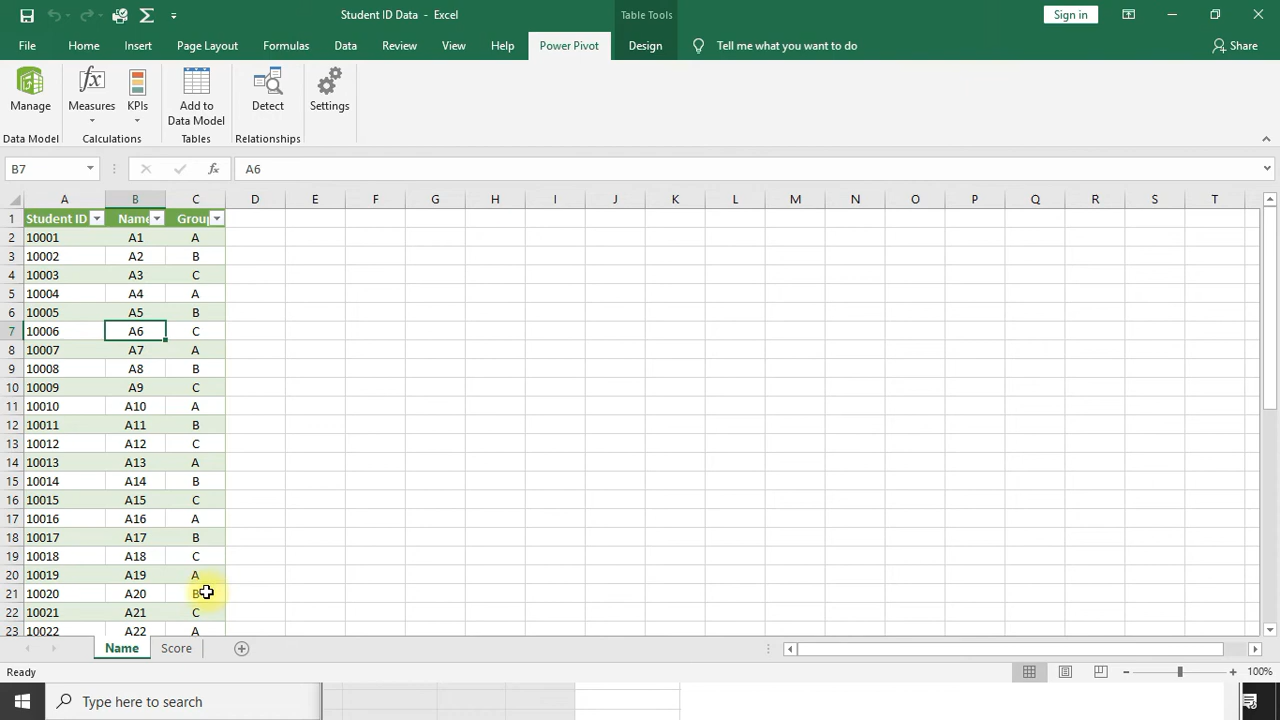 Student ID Data - Excel
Table Tools
Sign in
File Home Insert Page Layout Formulas Data Review View Help Power Pivot Design Tell me what you want to do Share
Manage
Measures
KPIs
Add to
Data Model
Detect
Settings
Data Model Calculations Tables Relationships
B7 fx A6
A B C D E F G H I J K L M N O P Q R S T
1 Student ID Name Group
2 10001 A1 A
3 10002 A2 B
4 10003 A3 C
5 10004 A4 A
6 10005 A5 B
7 10006 A6 C
8 10007 A7 A
9 10008 A8 B
10 10009 A9 C
11 10010 A10 A
12 10011 A11 B
13 10012 A12 C
14 10013 A13 A
15 10014 A14 B
16 10015 A15 C
17 10016 A16 A
18 10017 A17 B
19 10018 A18 C
20 10019 A19 A
21 10020 A20 B
22 10021 A21 C
23 10022 A22 A
Name Score
Ready 100%
Type here to search